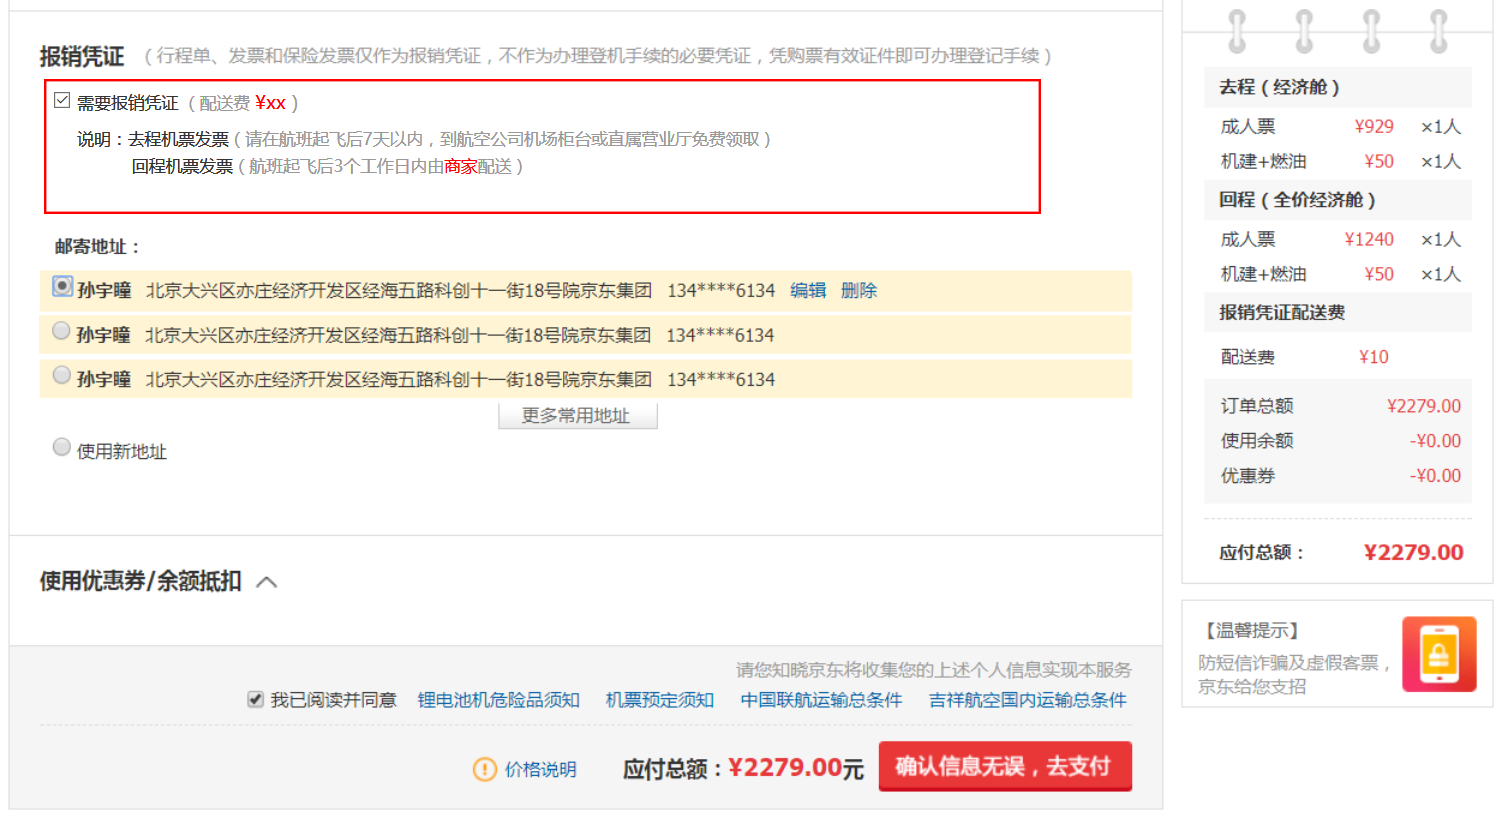 报销凭证 （行程单、发票和保险发票仅作为报销凭证，不作为办理登机手续的必要凭证，凭购票有效证件即可办理登记手续）
需要报销凭证（配送费 ¥xx ）
说明：去程机票发票（请在航班起飞后7天以内，到航空公司机场柜台或直属营业厅免费领取）
回程机票发票（航班起飞后3个工作日内由商家配送）
邮寄地址：
孙宇曈 北京大兴区亦庄经济开发区经海五路科创十一街18号院京东集团 134****6134 编辑 删除
孙宇曈 北京大兴区亦庄经济开发区经海五路科创十一街18号院京东集团 134****6134
孙宇曈 北京大兴区亦庄经济开发区经海五路科创十一街18号院京东集团 134****6134
更多常用地址
使用新地址
使用优惠券/余额抵扣
请您知晓京东将收集您的上述个人信息实现本服务
我已阅读并同意 锂电池机危险品须知 机票预定须知 中国联航运输总条件 吉祥航空国内运输总条件
价格说明 应付总额：¥2279.00元 确认信息无误，去支付
去程（经济舱）
成人票 ¥929 ×1人
机建+燃油 ¥50 ×1人
回程（全价经济舱）
成人票 ¥1240 ×1人
机建+燃油 ¥50 ×1人
报销凭证配送费
配送费 ¥10
订单总额 ¥2279.00
使用余额 -¥0.00
优惠券 -¥0.00
应付总额： ¥2279.00
【温馨提示】
防短信诈骗及虚假客票，
京东给您支招